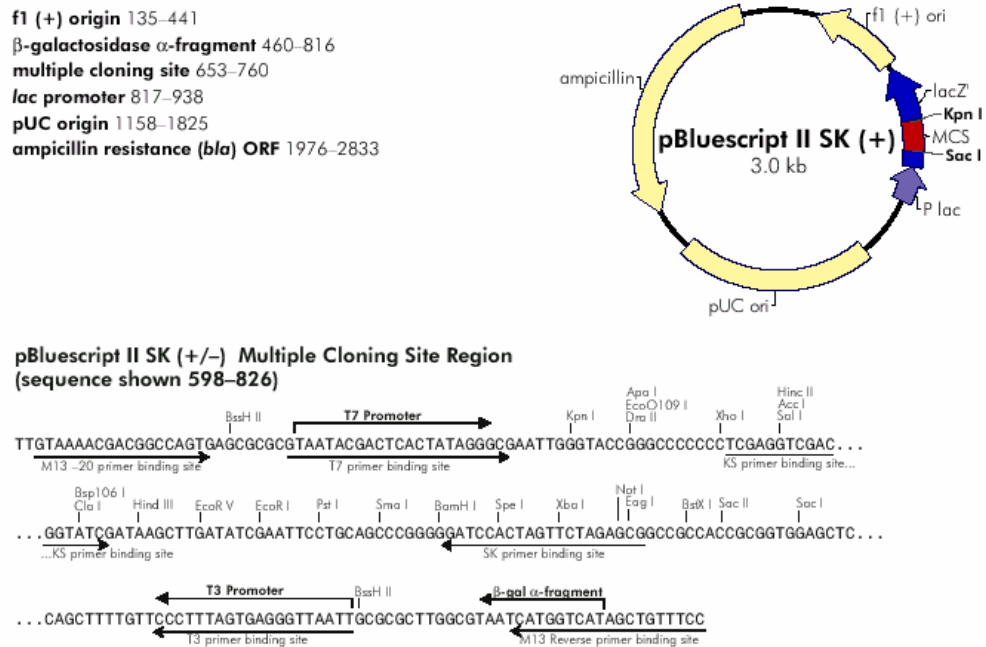 f1 (+) origin 135–441
β-galactosidase α-fragment 460–816
multiple cloning site 653–760
lac promoter 817–938
pUC origin 1158–1825
ampicillin resistance (bla) ORF 1976–2833
f1 (+) ori
ampicillin
lacZ'
Kpn I
MCS
Sac I
P lac
pBluescript II SK (+)
3.0 kb
pUC ori
pBluescript II SK (+/–) Multiple Cloning Site Region
(sequence shown 598–826)
Apa I Hinc II
BssH II T7 Promoter Kpn I EcoO109 I Xho I Acc I
Dra II Sal I
TTGTAAAACGACGGCCAGTGAGCGCGCGTAATACGACTCACTATAGGGCGAATTGGGTACCGGGCCCCCCCTCGAGGTCGAC...
M13 –20 primer binding site T7 primer binding site KS primer binding site...
Bsp106 I Not I
Cla I Hind III EcoR V EcoR I Pst I Sma I BamH I Spe I Xba I Eag I BstX I Sac II Sac I
...GGTATCGATAAGCTTGATATCGAATTCCTGCAGCCCGGGGGATCCACTAGTTCTAGAGCGGCCGCCACCGCGGTGGAGCTC...
...KS primer binding site SK primer binding site
T3 Promoter BssH II β-gal α-fragment
...CAGCTTTTGTTCCCTTTAGTGAGGGTTAATTGCGCGCTTGGCGTAATCATGGTCATAGCTGTTTCC
T3 primer binding site M13 Reverse primer binding site